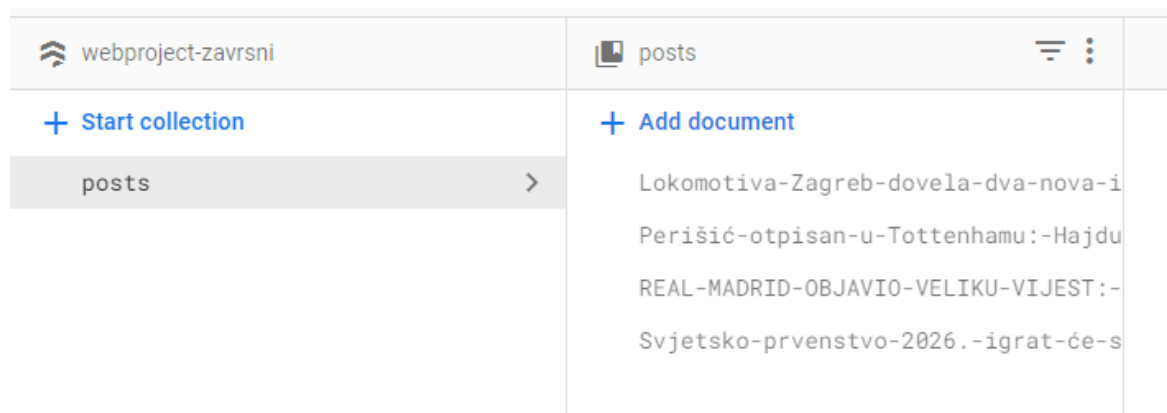 webproject-zavrsni
posts
Start collection
Add document
posts
Lokomotiva-Zagreb-dovela-dva-nova-i
Perišić-otpisan-u-Tottenhamu:-Hajdu
REAL-MADRID-OBJAVIO-VELIKU-VIJEST:-
Svjetsko-prvenstvo-2026.-igrat-će-s